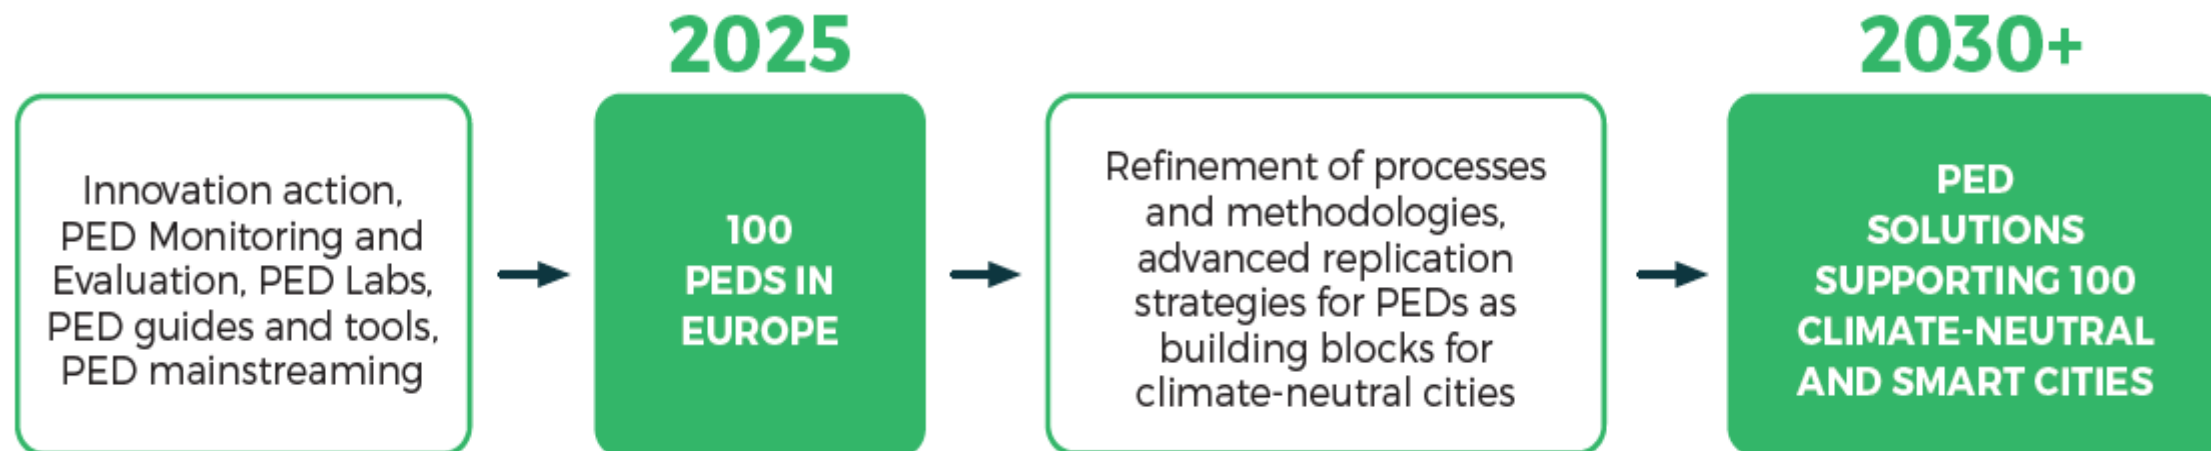 2025
2030+
Innovation action,
PED Monitoring and
Evaluation, PED Labs,
PED guides and tools,
PED mainstreaming
100
PEDS IN
EUROPE
Refinement of processes
and methodologies,
advanced replication
strategies for PEDs as
building blocks for
climate-neutral cities
PED
SOLUTIONS
SUPPORTING 100
CLIMATE-NEUTRAL
AND SMART CITIES